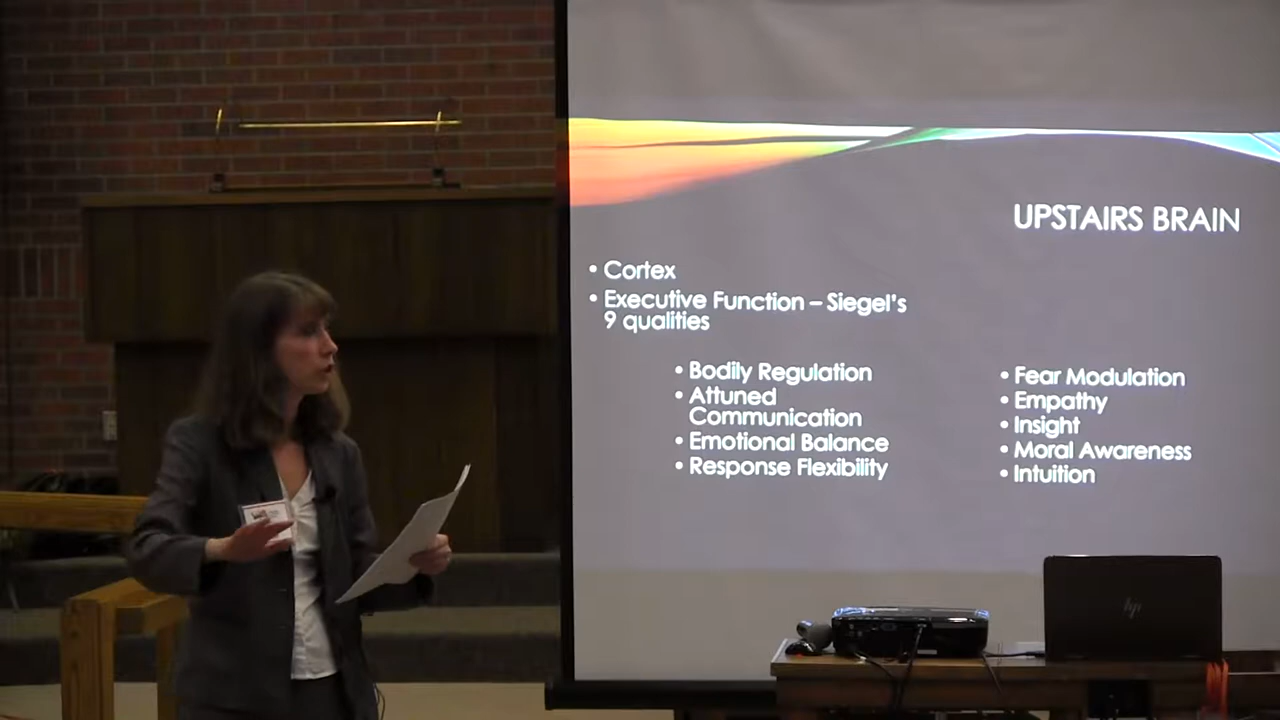 UPSTAIRS BRAIN
• Cortex
• Executive Function – Siegel's
9 qualities
• Bodily Regulation
• Attuned
Communication
• Emotional Balance
• Response Flexibility
• Fear Modulation
• Empathy
• Insight
• Moral Awareness
• Intuition
hp